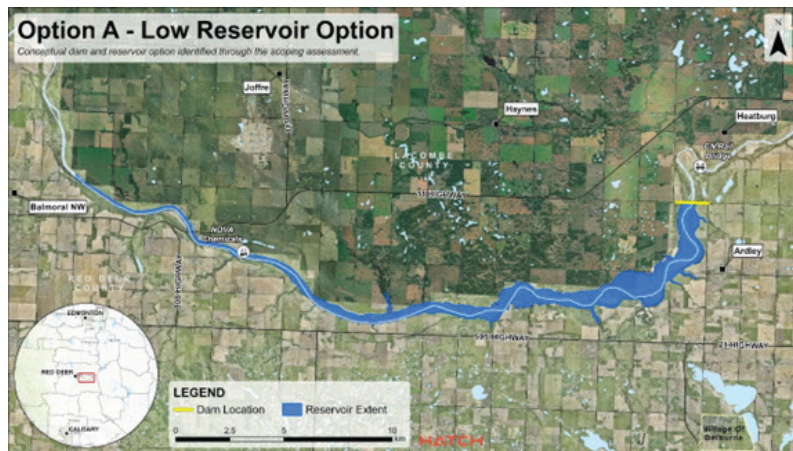 Option A - Low Reservoir Option
Conceptual dam and reservoir option identified through the scoping assessment.
N
Joffre
HIGHWAY
Haynes
Heatburg
CN Rail
Bridge
LACOMBE
COUNTY
11 HIGHWAY
Balmoral NW
NOVA
Chemicals
Ardley
RED DEER
COUNTY
HIGHWAY
595 HIGHWAY
21 HIGHWAY
EDMONTON
RED DEER
CALGARY
LEGEND
Dam Location
Reservoir Extent
0 2.5 5 10
km
HATCH
Village Of
Delburne